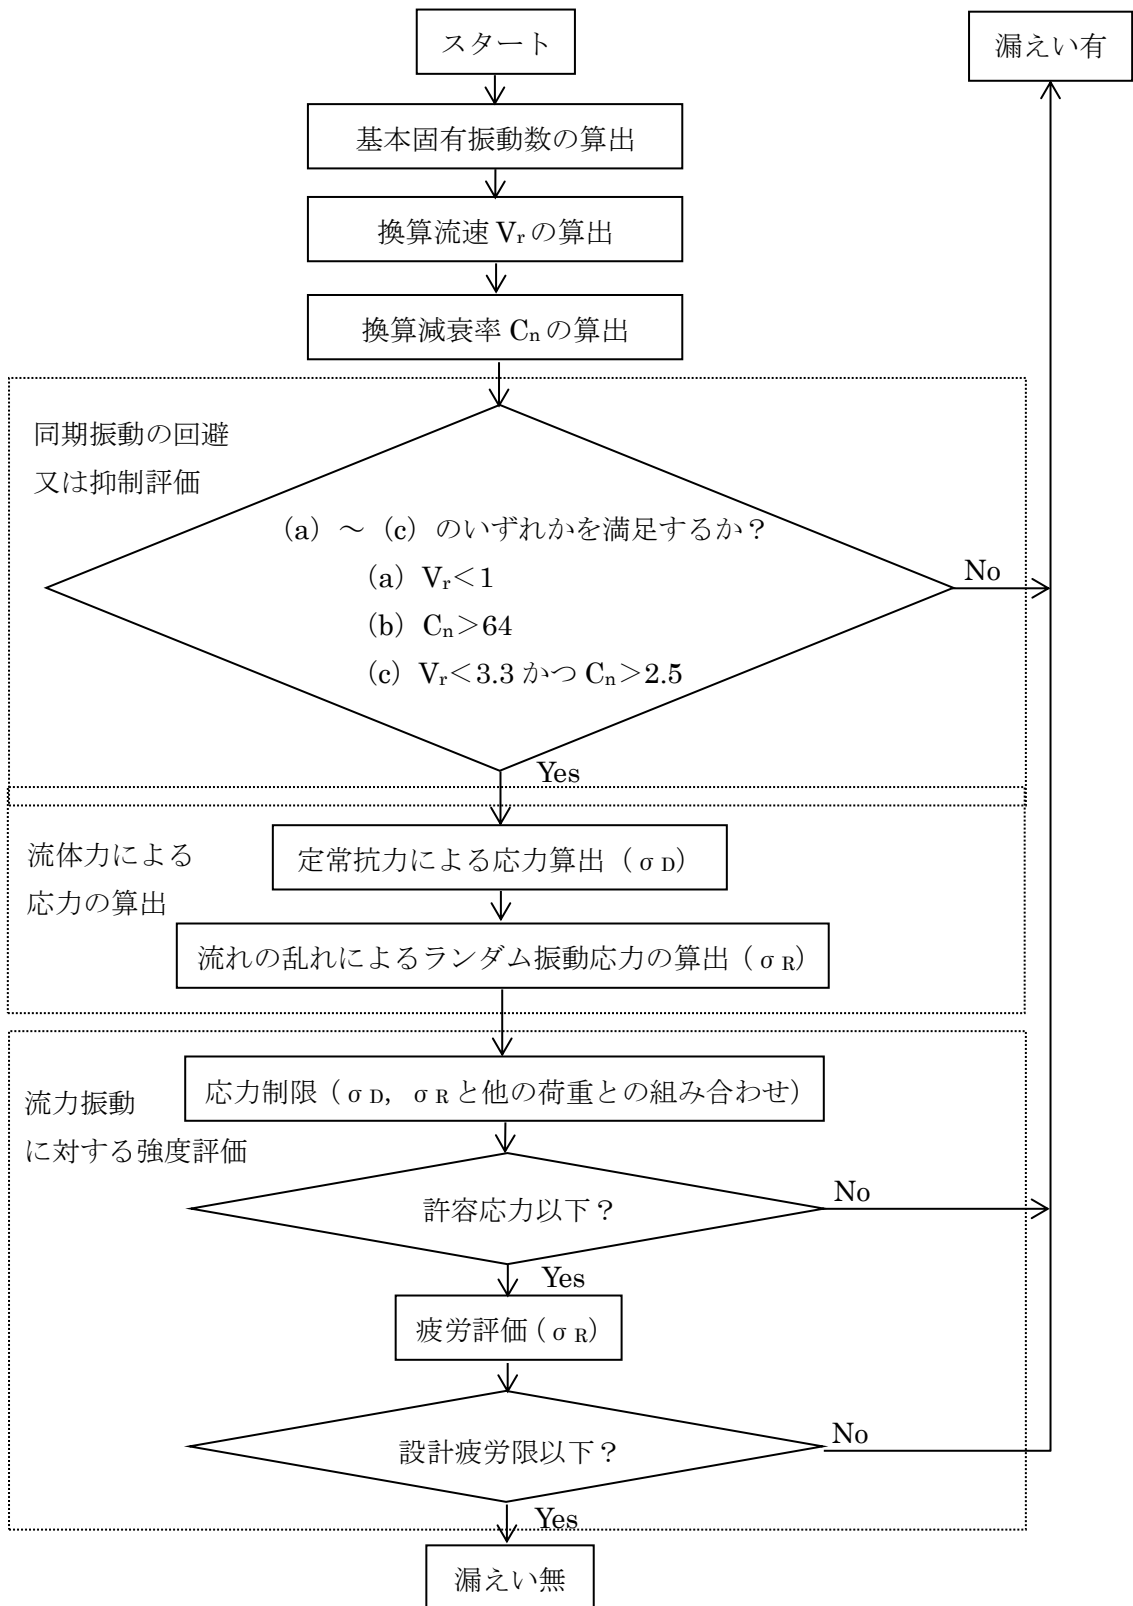 スタート
漏えい有
基本固有振動数の算出
換算流速 Vrの算出
換算減衰率 Cnの算出
同期振動の回避
又は抑制評価
(a) ～ (c) のいずれかを満足するか？
(a) Vr＜1
(b) Cn＞64
(c) Vr＜3.3 かつ Cn＞2.5
No
Yes
流体力による
応力の算出
定常抗力による応力算出（σD）
流れの乱れによるランダム振動応力の算出（σR）
流力振動
に対する強度評価
応力制限（σD，σRと他の荷重との組み合わせ）
許容応力以下？
No
Yes
疲労評価（σR）
設計疲労限以下？
No
Yes
漏えい無